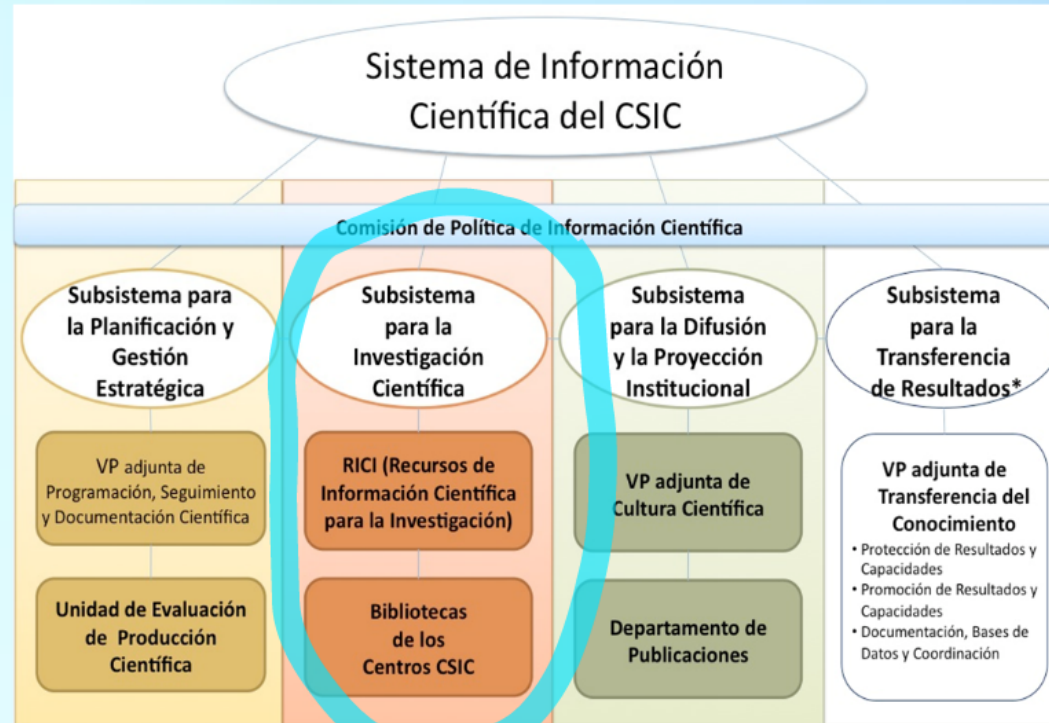 Sistema de Información
Científica del CSIC
Comisión de Política de Información Científica
Subsistema para
la Planificación y
Gestión
Estratégica
VP adjunta de
Programación, Seguimiento
y Documentación Científica
Unidad de Evaluación
de Producción
Científica
Subsistema
para la
Investigación
Científica
RICI (Recursos de
Información Científica
para la Investigación)
Bibliotecas
de los
Centros CSIC
Subsistema
para la Difusión
y la Proyección
Institucional
VP adjunta de
Cultura Científica
Departamento de
Publicaciones
Subsistema
para la
Transferencia
de Resultados*
VP adjunta de
Transferencia del
Conocimiento
• Protección de Resultados y
Capacidades
• Promoción de Resultados y
Capacidades
• Documentación, Bases de
Datos y Coordinación